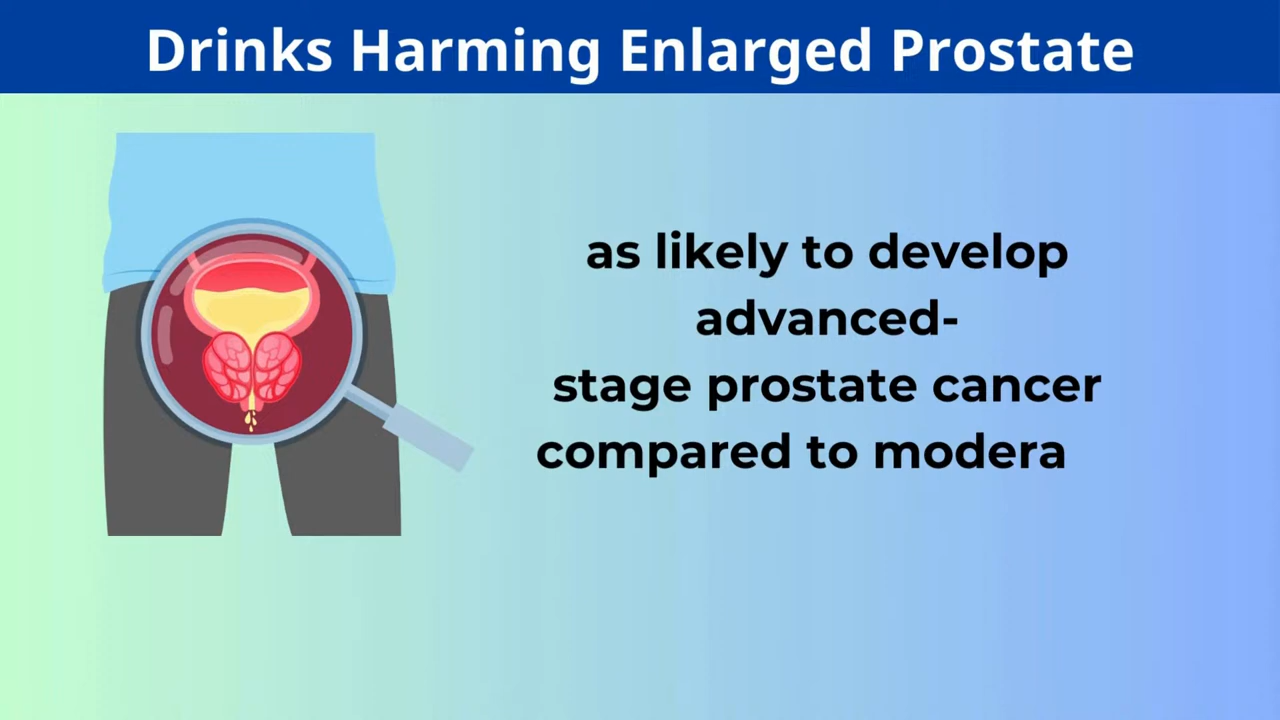 Drinks Harming Enlarged Prostate
as likely to develop
advanced-
stage prostate cancer
compared to modera